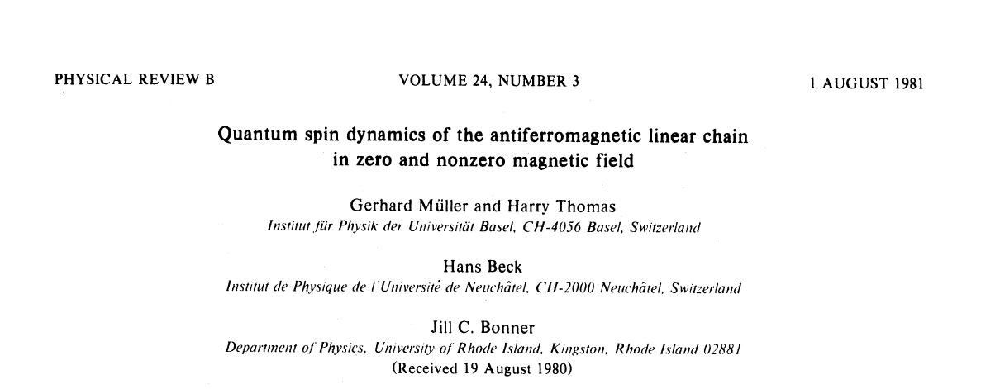 PHYSICAL REVIEW B VOLUME 24, NUMBER 3 1 AUGUST 1981
Quantum spin dynamics of the antiferromagnetic linear chain
in zero and nonzero magnetic field
Gerhard Müller and Harry Thomas
Institut für Physik der Universität Basel, CH-4056 Basel, Switzerland
Hans Beck
Institut de Physique de l'Université de Neuchâtel, CH-2000 Neuchâtel, Switzerland
Jill C. Bonner
Department of Physics, University of Rhode Island, Kingston, Rhode Island 02881
(Received 19 August 1980)